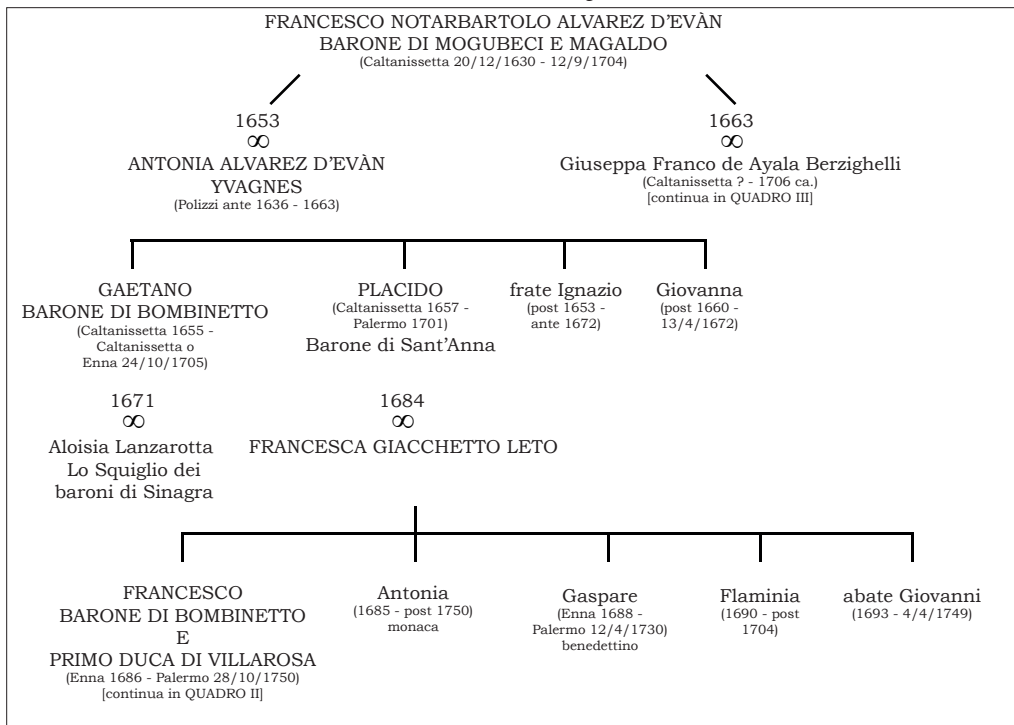 FRANCESCO NOTARBARTOLO ALVAREZ D'EVÀN
BARONE DI MOGUBECI E MAGALDO
(Caltanissetta 20/12/1630 - 12/9/1704)
1653
∞
ANTONIA ALVAREZ D'EVÀN
YVAGNES
(Polizzi ante 1636 - 1663)
1663
∞
Giuseppa Franco de Ayala Berzighelli
(Caltanissetta ? - 1706 ca.)
[continua in QUADRO III]
GAETANO
BARONE DI BOMBINETTO
(Caltanissetta 1655 -
Caltanissetta o
Enna 24/10/1705)
PLACIDO
(Caltanissetta 1657 -
Palermo 1701)
Barone di Sant'Anna
frate Ignazio
(post 1653 -
ante 1672)
Giovanna
(post 1660 -
13/4/1672)
1671
∞
Aloisia Lanzarotta
Lo Squiglio dei
baroni di Sinagra
1684
∞
FRANCESCA GIACCHETTO LETO
FRANCESCO
BARONE DI BOMBINETTO
E
PRIMO DUCA DI VILLAROSA
(Enna 1686 - Palermo 28/10/1750)
[continua in QUADRO II]
Antonia
(1685 - post 1750)
monaca
Gaspare
(Enna 1688 -
Palermo 12/4/1730)
benedettino
Flaminia
(1690 - post
1704)
abate Giovanni
(1693 - 4/4/1749)